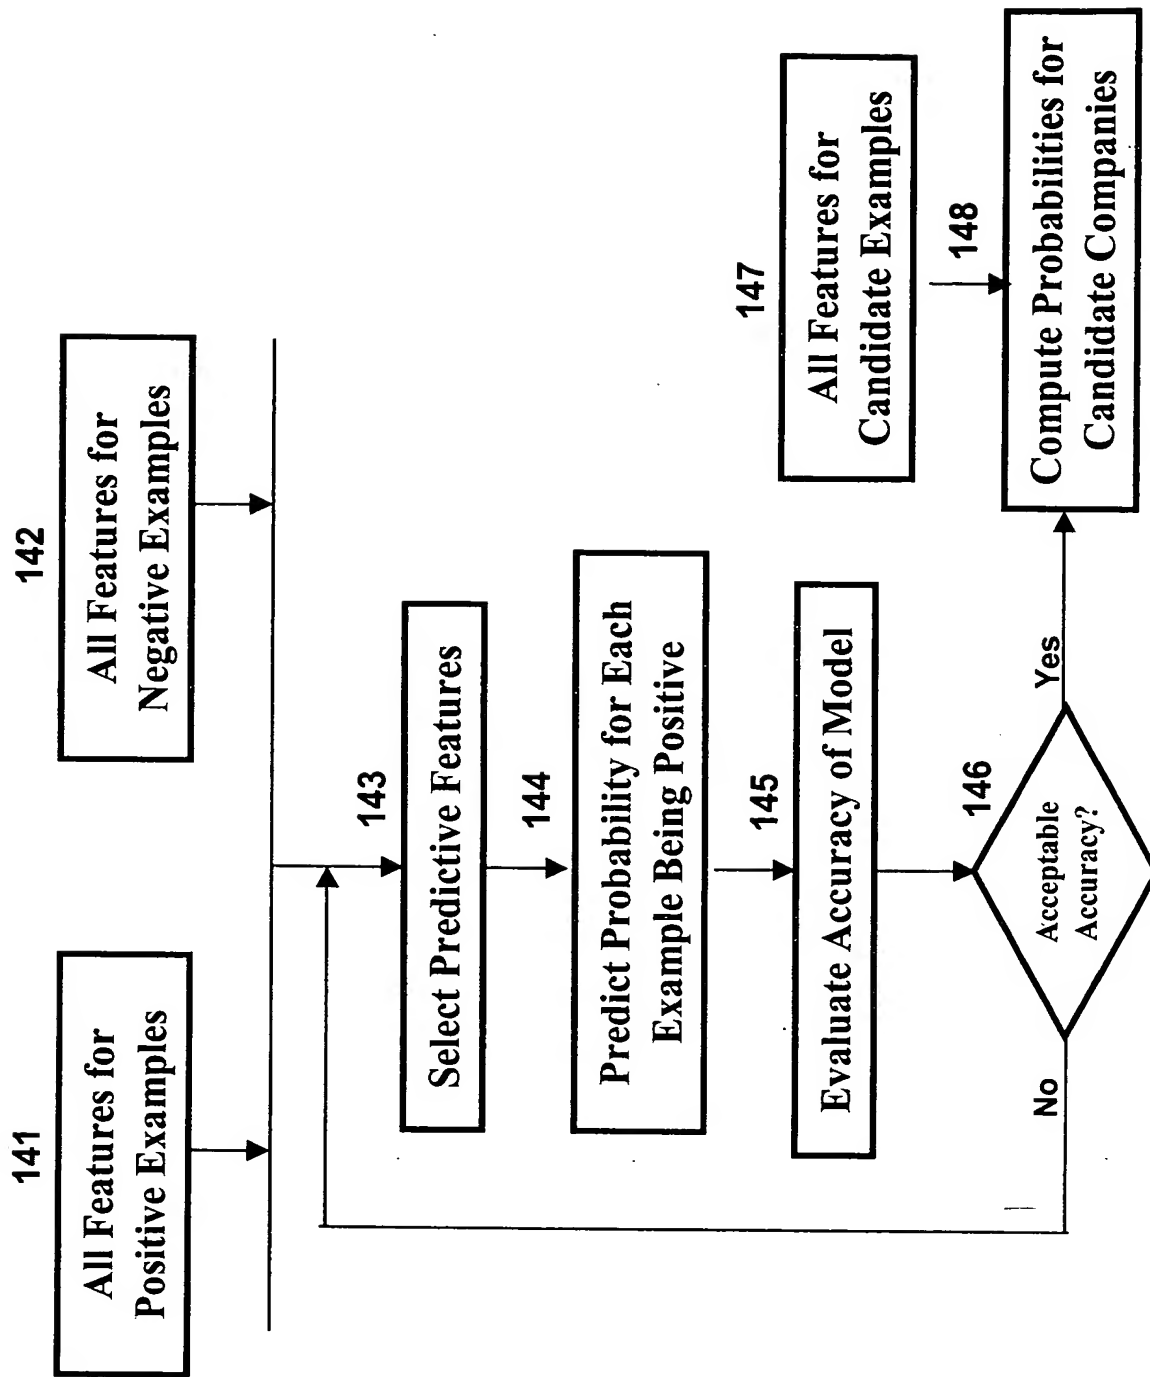 141
All Features for
Positive Examples
142
All Features for
Negative Examples
143
Select Predictive Features
144
Predict Probability for Each
Example Being Positive
145
Evaluate Accuracy of Model
146
Acceptable
Accuracy?
No
Yes
147
All Features for
Candidate Examples
148
Compute Probabilities for
Candidate Companies